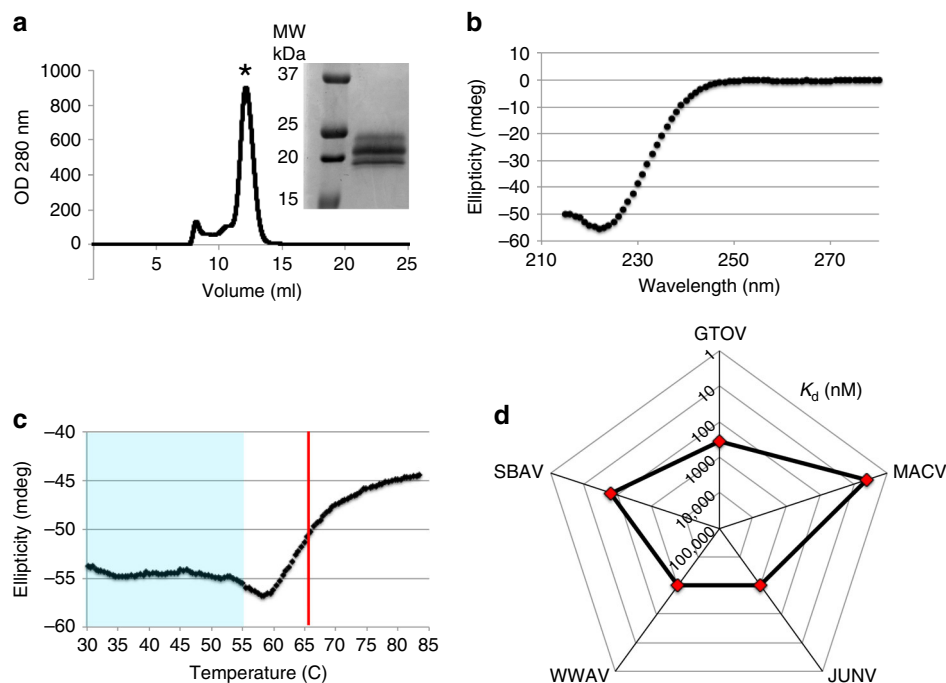 a
MW
kDa
37
25
20
15
*
OD 280 nm
1000
800
600
400
200
0
5
10
15
20
25
Volume (ml)
b
Ellipticity (mdeg)
10
0
–10
–20
–30
–40
–50
–60
210
230
250
270
Wavelength (nm)
c
Ellipticity (mdeg)
–40
–45
–50
–55
–60
30
35
40
45
50
55
60
65
70
75
80
85
Temperature (C)
d
GTOV
MACV
JUNV
WWAV
SBAV
Kd (nM)
1
10
100
1000
10,000
100,000